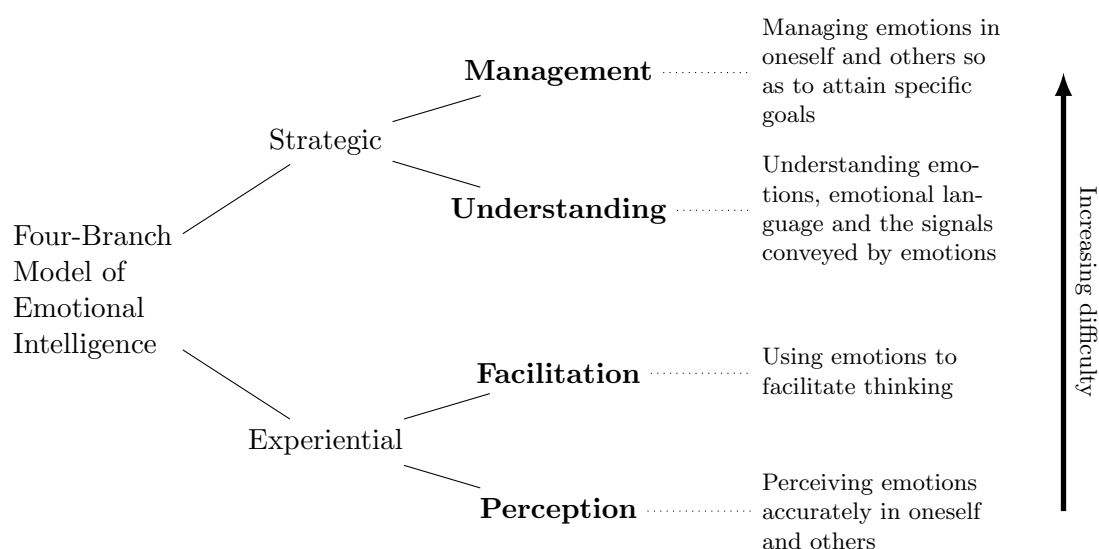 Managing emotions in
oneself and others so
as to attain specific
goals
Management
Strategic
Understanding emo-
tions, emotional lan-
guage and the signals
conveyed by emotions
Understanding
Four-Branch
Model of
Emotional
Intelligence
Increasing difficulty
Using emotions to
facilitate thinking
Facilitation
Experiential
Perceiving emotions
accurately in oneself
and others
Perception